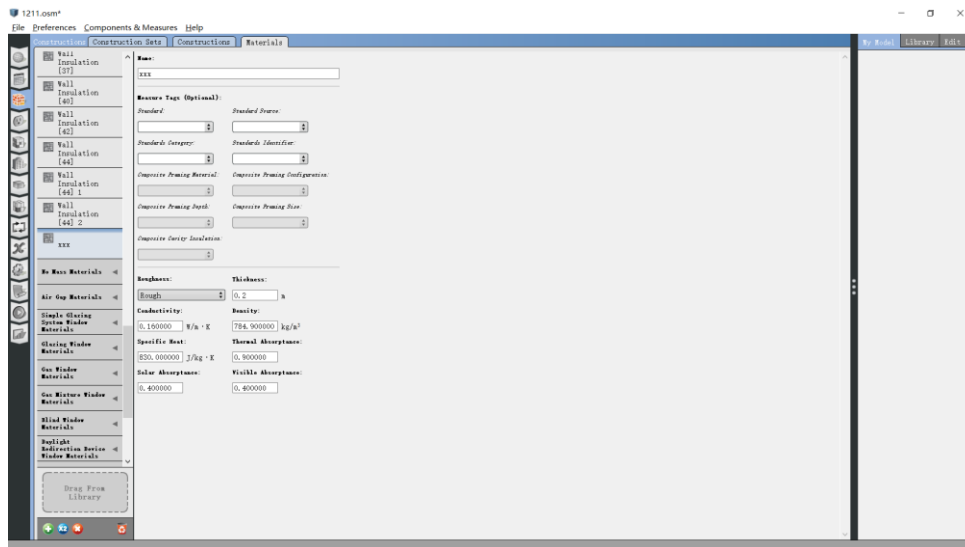 1211.osm*
File Preferences Components & Measures Help
Constructions Construction Sets Constructions Materials
My Model Library Edit
Wall
Insulation
[37]
Wall
Insulation
[40]
Wall
Insulation
[42]
Wall
Insulation
[44]
Wall
Insulation
[44] 1
Wall
Insulation
[44] 2
xxx
No Mass Materials
Air Gap Materials
Simple Glazing
System Window
Materials
Glazing Window
Materials
Gas Window
Materials
Gas Mixture Window
Materials
Blind Window
Materials
Daylight
Redirection Device
Window Materials
Drag From
Library
x2
Name:
xxx
Measure Tags (Optional):
Standard: Standard Source:
Standards Category: Standards Identifier:
Composite Framing Material: Composite Framing Configuration:
Composite Framing Depth: Composite Framing Size:
Composite Cavity Insulation:
Roughness: Thickness:
Rough 0.2 m
Conductivity: Density:
0.160000 W/m·K 784.900000 kg/m³
Specific Heat: Thermal Absorptance:
830.000000 J/kg·K 0.900000
Solar Absorptance: Visible Absorptance:
0.400000 0.400000